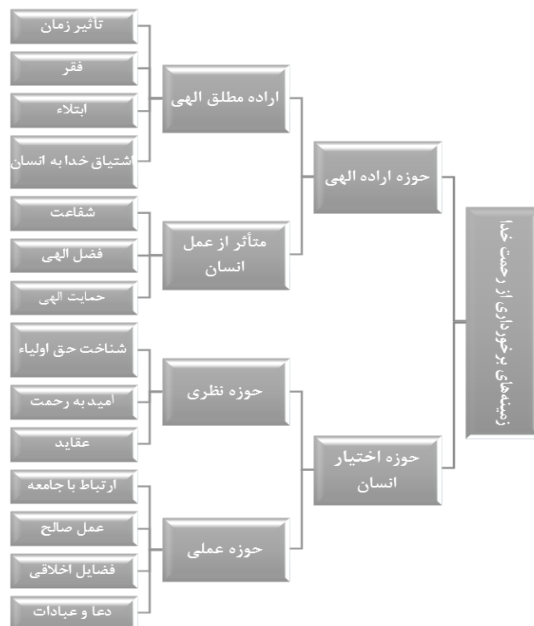 زمینه‌های برخورداری از رحمت خدا
حوزه اراده الهی
اراده مطلق الهی
تأثیر زمان
فقر
ابتلاء
اشتیاق خدا به انسان
متأثر از عمل
انسان
شفاعت
فضل الهی
حمایت الهی
حوزه اختیار
انسان
حوزه نظری
شناخت حق اولیاء
امید به رحمت
عقاید
حوزه عملی
ارتباط با جامعه
عمل صالح
فضایل اخلاقی
دعا و عبادات